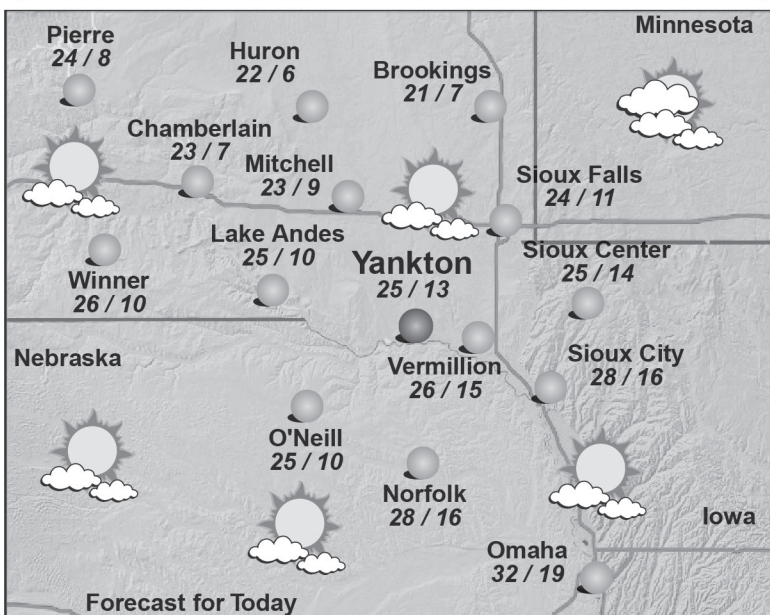 Minnesota
Pierre
24 / 8
Huron
22 / 6
Brookings
21 / 7
Chamberlain
23 / 7
Mitchell
23 / 9
Sioux Falls
24 / 11
Winner
26 / 10
Lake Andes
25 / 10
Yankton
25 / 13
Sioux Center
25 / 14
Nebraska
Vermillion
26 / 15
Sioux City
28 / 16
O'Neill
25 / 10
Norfolk
28 / 16
Iowa
Omaha
32 / 19
Forecast for Today